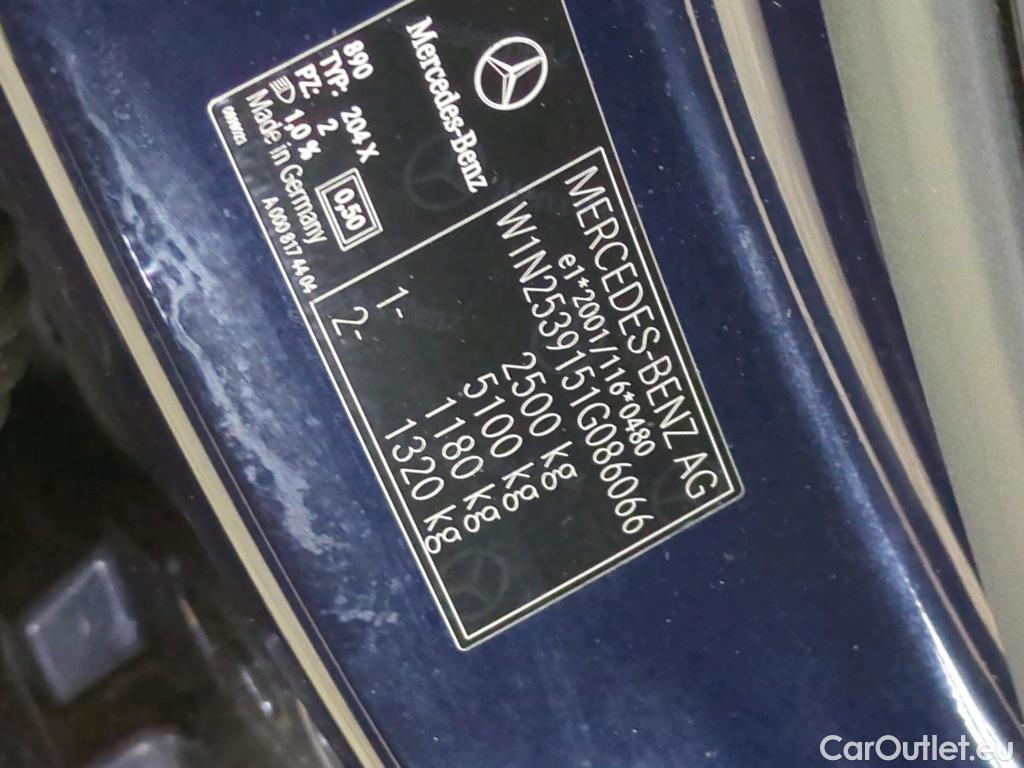 MERCEDES-BENZ AG
e1*2001/116*0480
W1N2539151G086066
2500 kg
5100 kg
1- 1180 kg
2- 1320 kg
Mercedes-Benz
890
TYP: 204 X
PZ: 2
1,0 %
0,50
Made in Germany
A 000 817 44 04
CarOutlet.eu